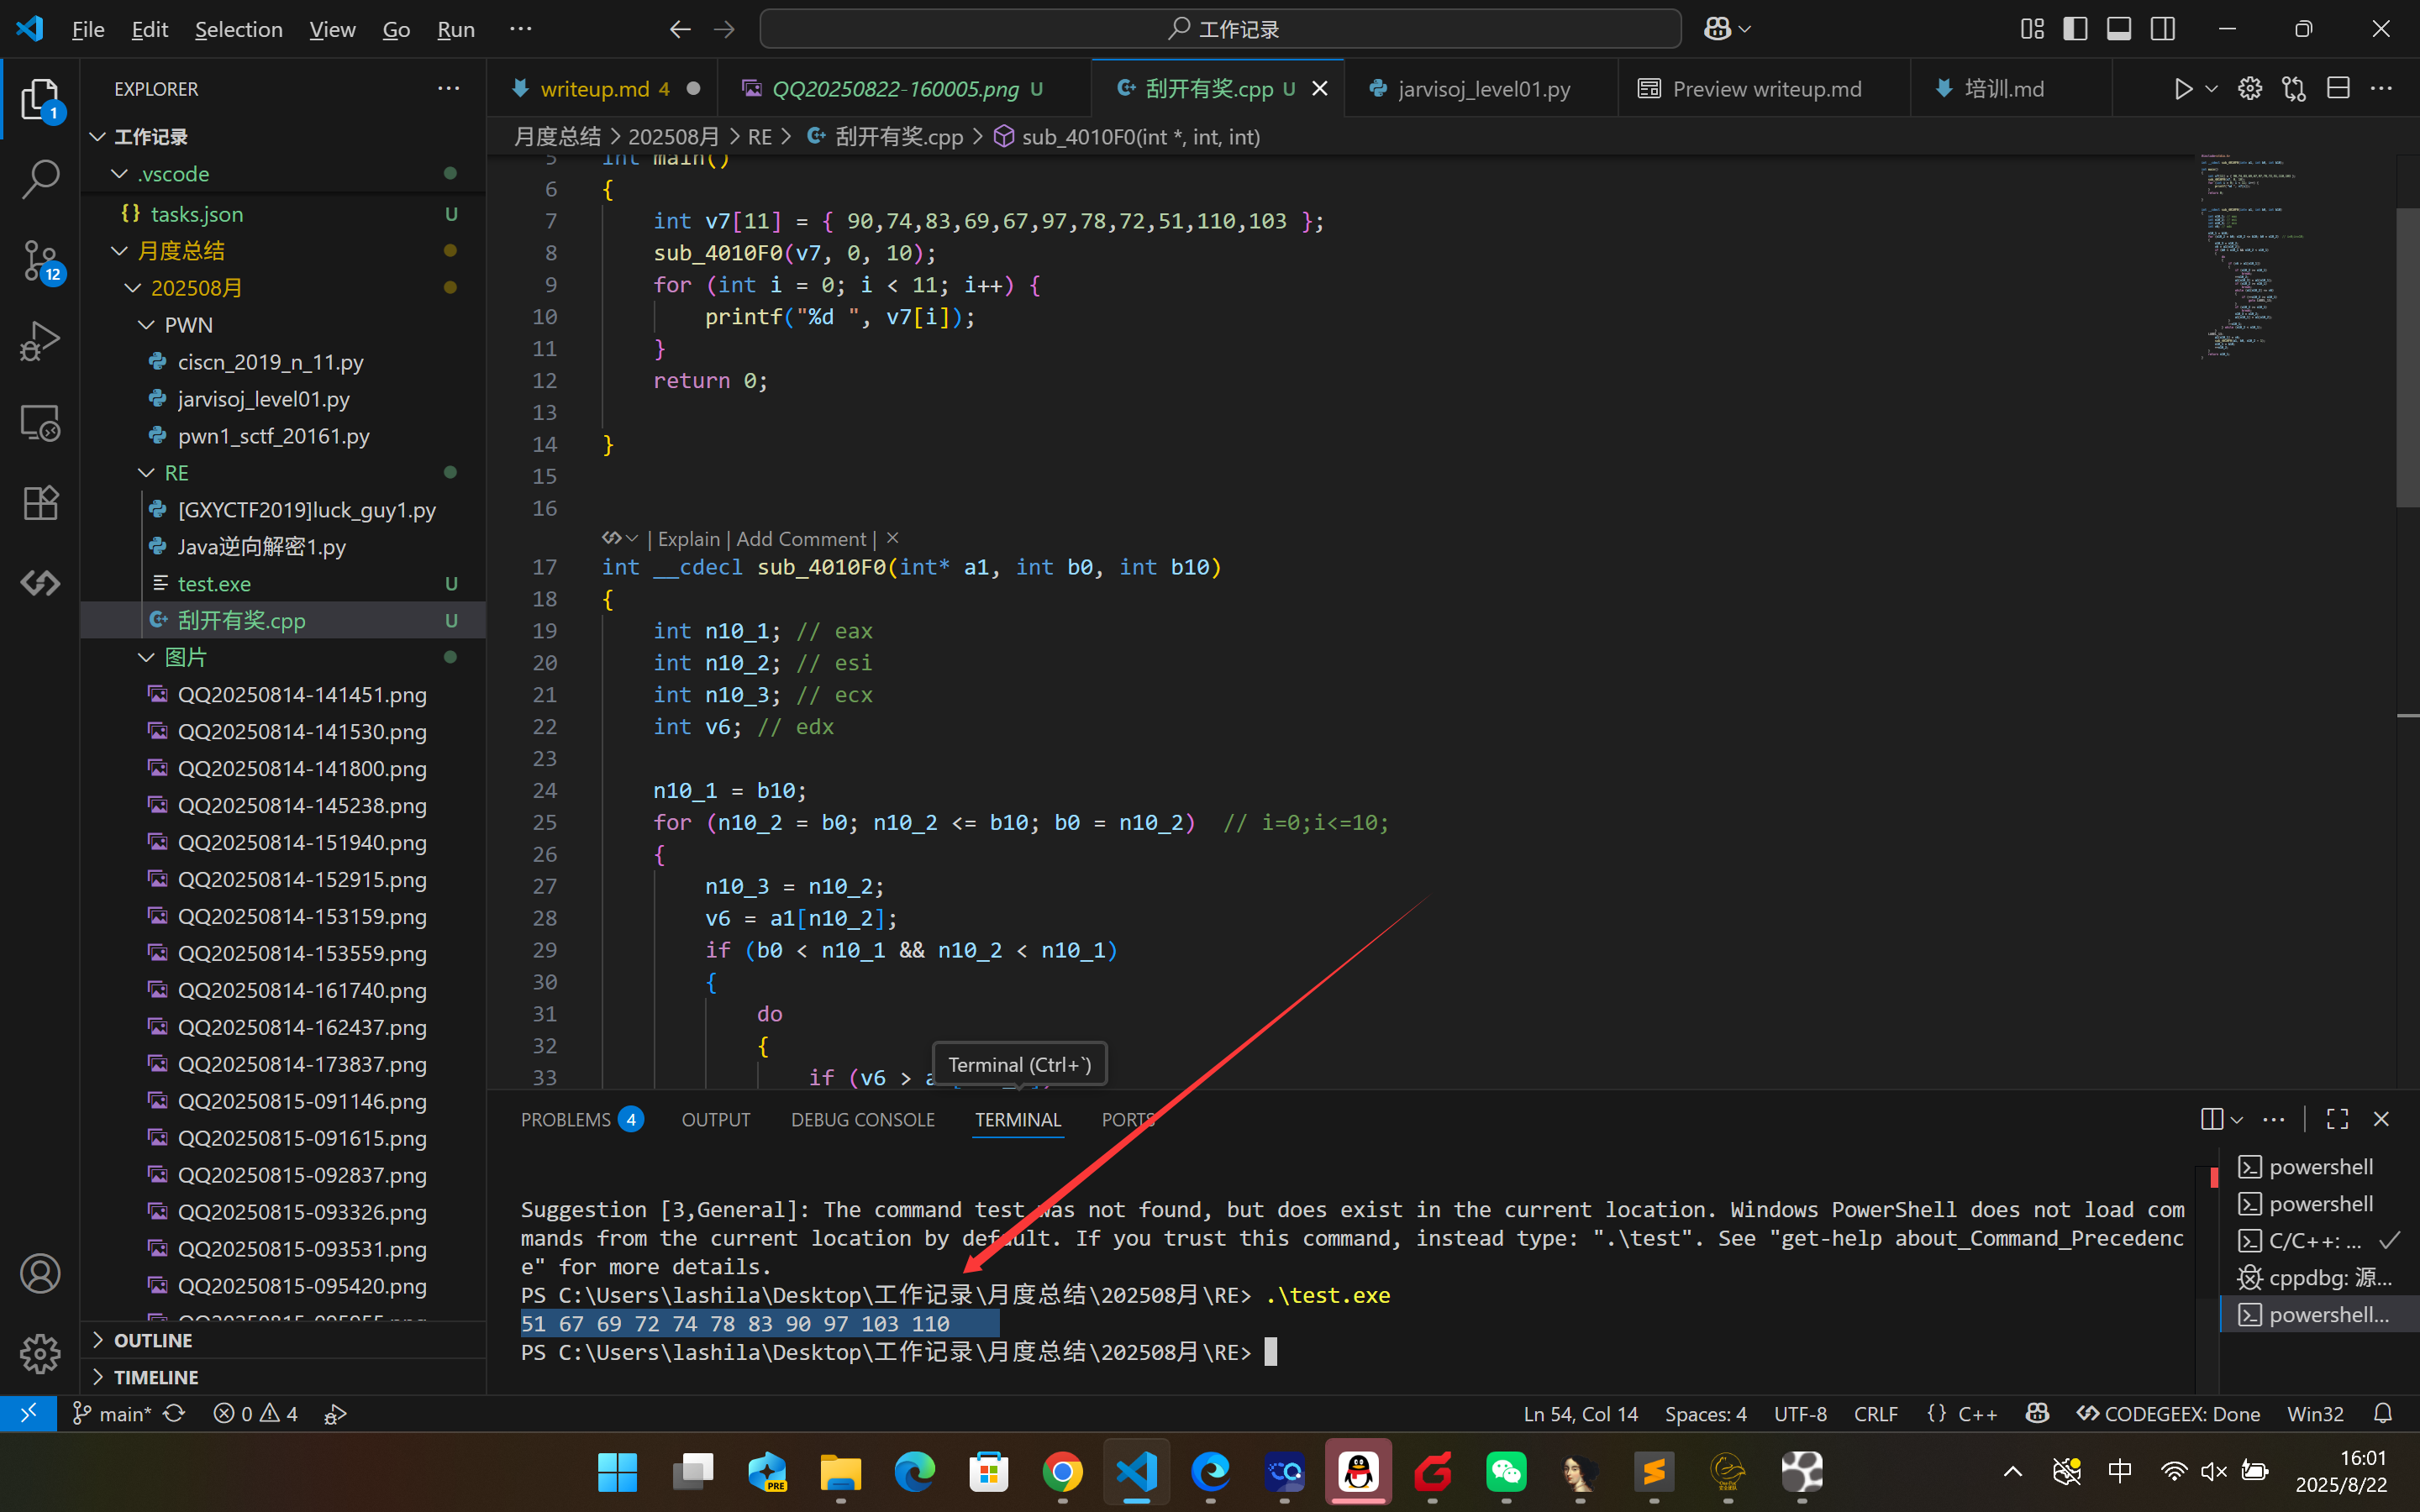 File Edit Selection View Go Run ···
工作记录
EXPLORER
1
12
工作记录
.vscode
{} tasks.json U
月度总结
202508月
PWN
ciscn_2019_n_11.py
jarvisoj_level01.py
pwn1_sctf_20161.py
RE
[GXYCTF2019]luck_guy1.py
Java逆向解密1.py
test.exe U
刮开有奖.cpp U
图片
QQ20250814-141451.png
QQ20250814-141530.png
QQ20250814-141800.png
QQ20250814-145238.png
QQ20250814-151940.png
QQ20250814-152915.png
QQ20250814-153159.png
QQ20250814-153559.png
QQ20250814-161740.png
QQ20250814-162437.png
QQ20250814-173837.png
QQ20250815-091146.png
QQ20250815-091615.png
QQ20250815-092837.png
QQ20250815-093326.png
QQ20250815-093531.png
QQ20250815-095420.png
OUTLINE
TIMELINE
writeup.md 4
QQ20250822-160005.png U
刮开有奖.cpp U
jarvisoj_level01.py
Preview writeup.md
培训.md
月度总结 > 202508月 > RE > 刮开有奖.cpp > sub_4010F0(int *, int, int)
5 int main()
6 {
7 int v7[11] = { 90,74,83,69,67,97,78,72,51,110,103 };
8 sub_4010F0(v7, 0, 10);
9 for (int i = 0; i < 11; i++) {
10 printf("%d ", v7[i]);
11 }
12 return 0;
13
14 }
15
16
| Explain | Add Comment | ×
17 int __cdecl sub_4010F0(int* a1, int b0, int b10)
18 {
19 int n10_1; // eax
20 int n10_2; // esi
21 int n10_3; // ecx
22 int v6; // edx
23
24 n10_1 = b10;
25 for (n10_2 = b0; n10_2 <= b10; b0 = n10_2)  // i=0;i<=10;
26 {
27 n10_3 = n10_2;
28 v6 = a1[n10_2];
29 if (b0 < n10_1 && n10_2 < n10_1)
30 {
31 do
32 {
33 if (v6 >
Terminal (Ctrl+`)
PROBLEMS 4 OUTPUT DEBUG CONSOLE TERMINAL PORTS
Suggestion [3,General]: The command test was not found, but does exist in the current location. Windows PowerShell does not load com
mands from the current location by default. If you trust this command, instead type: ".\test". See "get-help about_Command_Precedenc
e" for more details.
PS C:\Users\lashila\Desktop\工作记录\月度总结\202508月\RE> .\test.exe
51 67 69 72 74 78 83 90 97 103 110
PS C:\Users\lashila\Desktop\工作记录\月度总结\202508月\RE>
powershell
powershell
C/C++: ...
cppdbg: 源...
powershell...
main* 0 4
Ln 54, Col 14 Spaces: 4 UTF-8 CRLF {} C++ CODEGEEX: Done Win32
PRE
中
16:01
2025/8/22